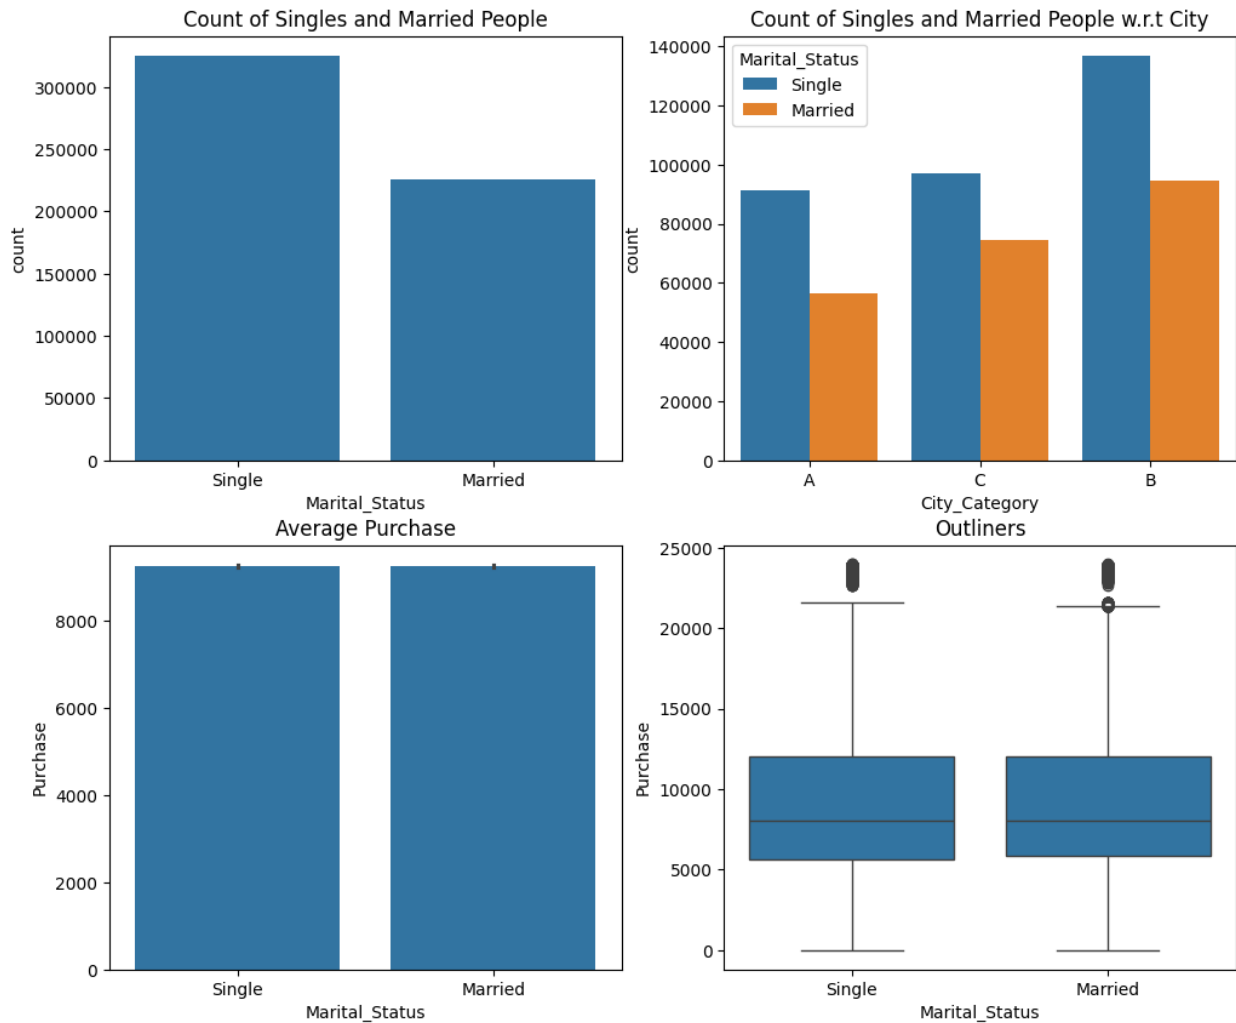 Count of Singles and Married People
300000
250000
200000
150000
100000
50000
0
count
Single Married
Marital_Status
Count of Singles and Married People w.r.t City
140000
120000
100000
80000
60000
40000
20000
0
count
Marital_Status
Single
Married
A C B
City_Category
Average Purchase
8000
6000
4000
2000
0
Purchase
Single Married
Marital_Status
Outliners
25000
20000
15000
10000
5000
0
Purchase
Single Married
Marital_Status